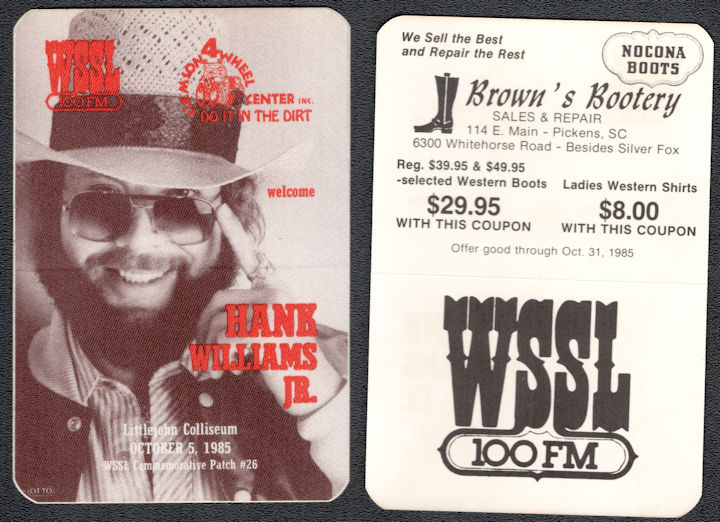 WSSL
100 FM
CLEMSON 4 WHEEL
CENTER INC.
DO IT IN THE DIRT
welcome
HANK
WILLIAMS
JR.
Littlejohn Colliseum
OCTOBER 5, 1985
WSSL Commemorative Patch #26
(OTTO)
We Sell the Best
and Repair the Rest
NOCONA
BOOTS
Brown's Bootery
SALES & REPAIR
114 E. Main - Pickens, SC
6300 Whitehorse Road - Besides Silver Fox
Reg. $39.95 & $49.95
-selected Western Boots
$29.95
WITH THIS COUPON
Ladies Western Shirts
$8.00
WITH THIS COUPON
Offer good through Oct. 31, 1985
WSSL
100 FM